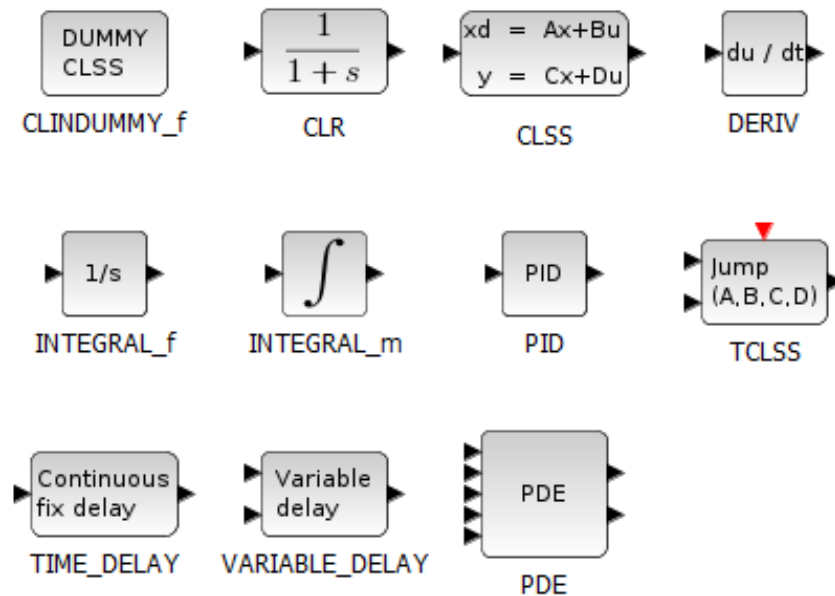 DUMMY
CLSS
CLINDUMMY_f
1
1 + s
CLR
xd = Ax+Bu
y = Cx+Du
CLSS
du / dt
DERIV
1/s
INTEGRAL_f
∫
INTEGRAL_m
PID
PID
Jump
(A,B,C,D)
TCLSS
Continuous
fix delay
TIME_DELAY
Variable
delay
VARIABLE_DELAY
PDE
PDE